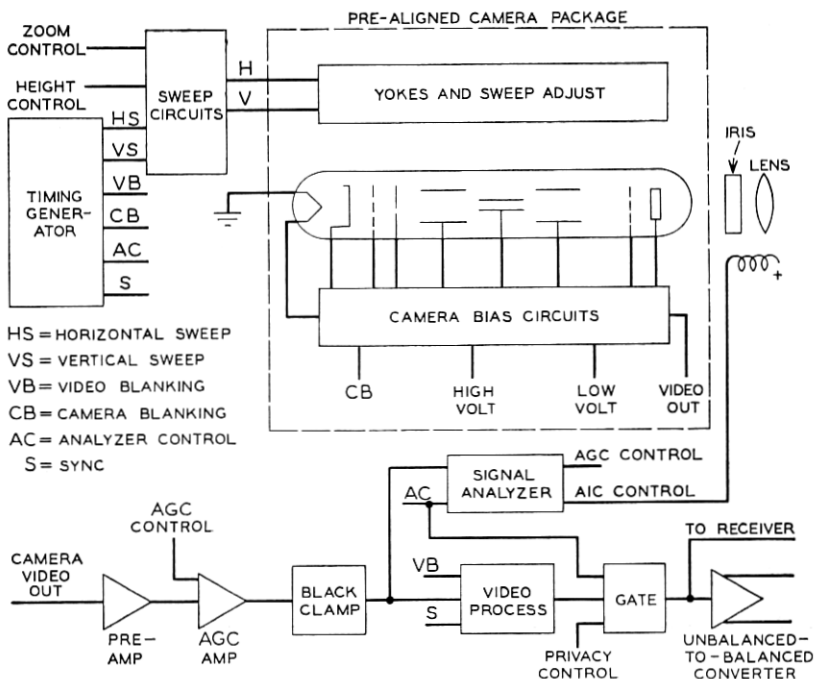 PRE-ALIGNED CAMERA PACKAGE
ZOOM
CONTROL
HEIGHT
CONTROL
SWEEP
CIRCUITS
H
V
YOKES AND SWEEP ADJUST
IRIS
LENS
TIMING
GENER-
ATOR
HS
VS
VB
CB
AC
S
+
CAMERA BIAS CIRCUITS
CB
HIGH
VOLT
LOW
VOLT
VIDEO
OUT
HS = HORIZONTAL SWEEP
VS = VERTICAL SWEEP
VB = VIDEO BLANKING
CB = CAMERA BLANKING
AC = ANALYZER CONTROL
S = SYNC
SIGNAL
ANALYZER
AGC CONTROL
AIC CONTROL
AC
AGC
CONTROL
CAMERA
VIDEO
OUT
PRE-
AMP
AGC
AMP
BLACK
CLAMP
VB
S
VIDEO
PROCESS
GATE
PRIVACY
CONTROL
TO RECEIVER
UNBALANCED-
TO-BALANCED
CONVERTER